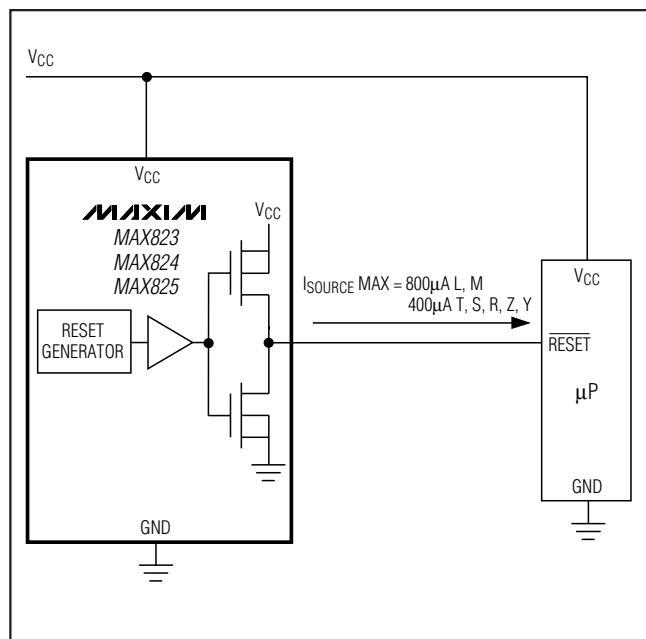 VCC
VCC
MAXIM
MAX823
MAX824
MAX825
VCC
RESET
GENERATOR
ISOURCE MAX = 800µA L, M
400µA T, S, R, Z, Y
VCC
RESET
µP
GND
GND